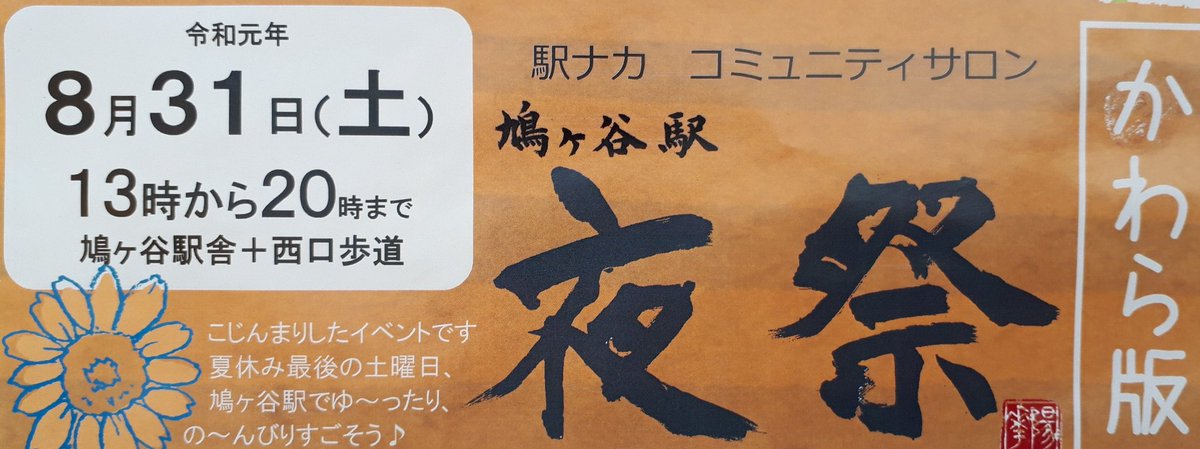 令和元年
8月31日(土)
13時から20時まで
鳩ヶ谷駅舎＋西口歩道
駅ナカ　コミュニティサロン
鳩ヶ谷駅
夜祭
かわら版
こじんまりしたイベントです
夏休み最後の土曜日、
鳩ヶ谷駅でゆ〜ったり、
の〜んびりすごそう♪